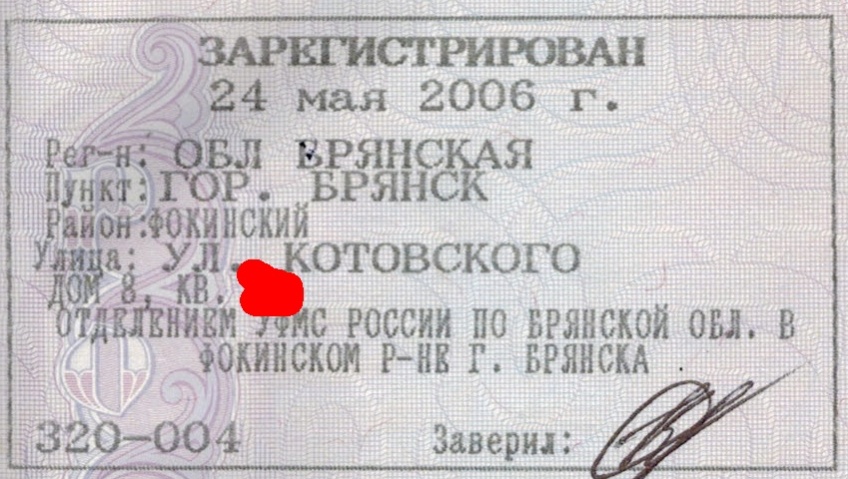 ЗАРЕГИСТРИРОВАН
24 мая 2006 г.
Рег-н: ОБЛ БРЯНСКАЯ
Пункт: ГОР. БРЯНСК
Район:ФОКИНСКИЙ
Улица: УЛ. КОТОВСКОГО
ДОМ 8, КВ.
ОТДЕЛЕНИЕМ УФМС РОССИИ ПО БРЯНСКОЙ ОБЛ. В
ФОКИНСКОМ Р-НЕ Г. БРЯНСКА
320-004 Заверил: